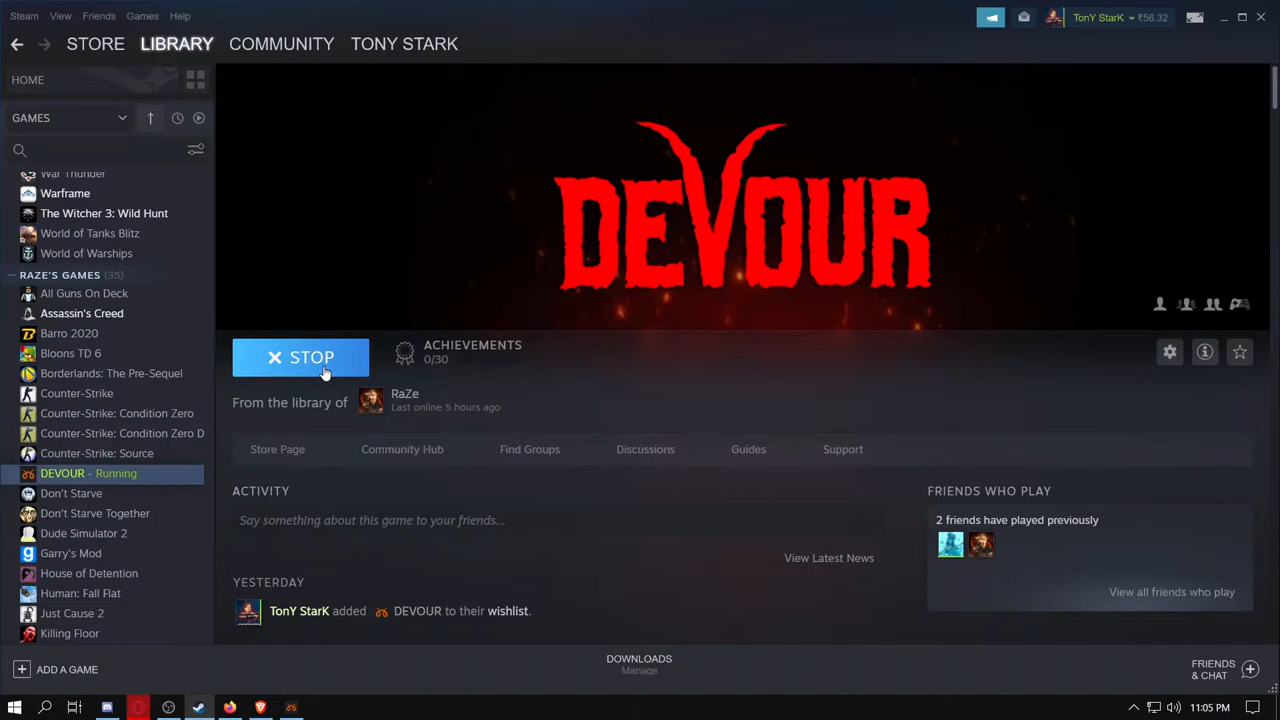 Steam View Friends Games Help
TonY StarK ₹56.32
STORE LIBRARY COMMUNITY TONY STARK
HOME
GAMES
War Thunder
Warframe
The Witcher 3: Wild Hunt
World of Tanks Blitz
World of Warships
RAZE'S GAMES (35)
All Guns On Deck
Assassin's Creed
Barro 2020
Bloons TD 6
Borderlands: The Pre-Sequel
Counter-Strike
Counter-Strike: Condition Zero
Counter-Strike: Condition Zero D
Counter-Strike: Source
DEVOUR - Running
Don't Starve
Don't Starve Together
Dude Simulator 2
Garry's Mod
House of Detention
Human: Fall Flat
Just Cause 2
Killing Floor
ADD A GAME
DEVOUR
STOP
ACHIEVEMENTS
0/30
From the library of
RaZe
Last online 5 hours ago
Store Page Community Hub Find Groups Discussions Guides Support
ACTIVITY
Say something about this game to your friends...
View Latest News
YESTERDAY
TonY StarK added DEVOUR to their wishlist.
FRIENDS WHO PLAY
2 friends have played previously
View all friends who play
DOWNLOADS
Manage
FRIENDS
& CHAT
11:05 PM